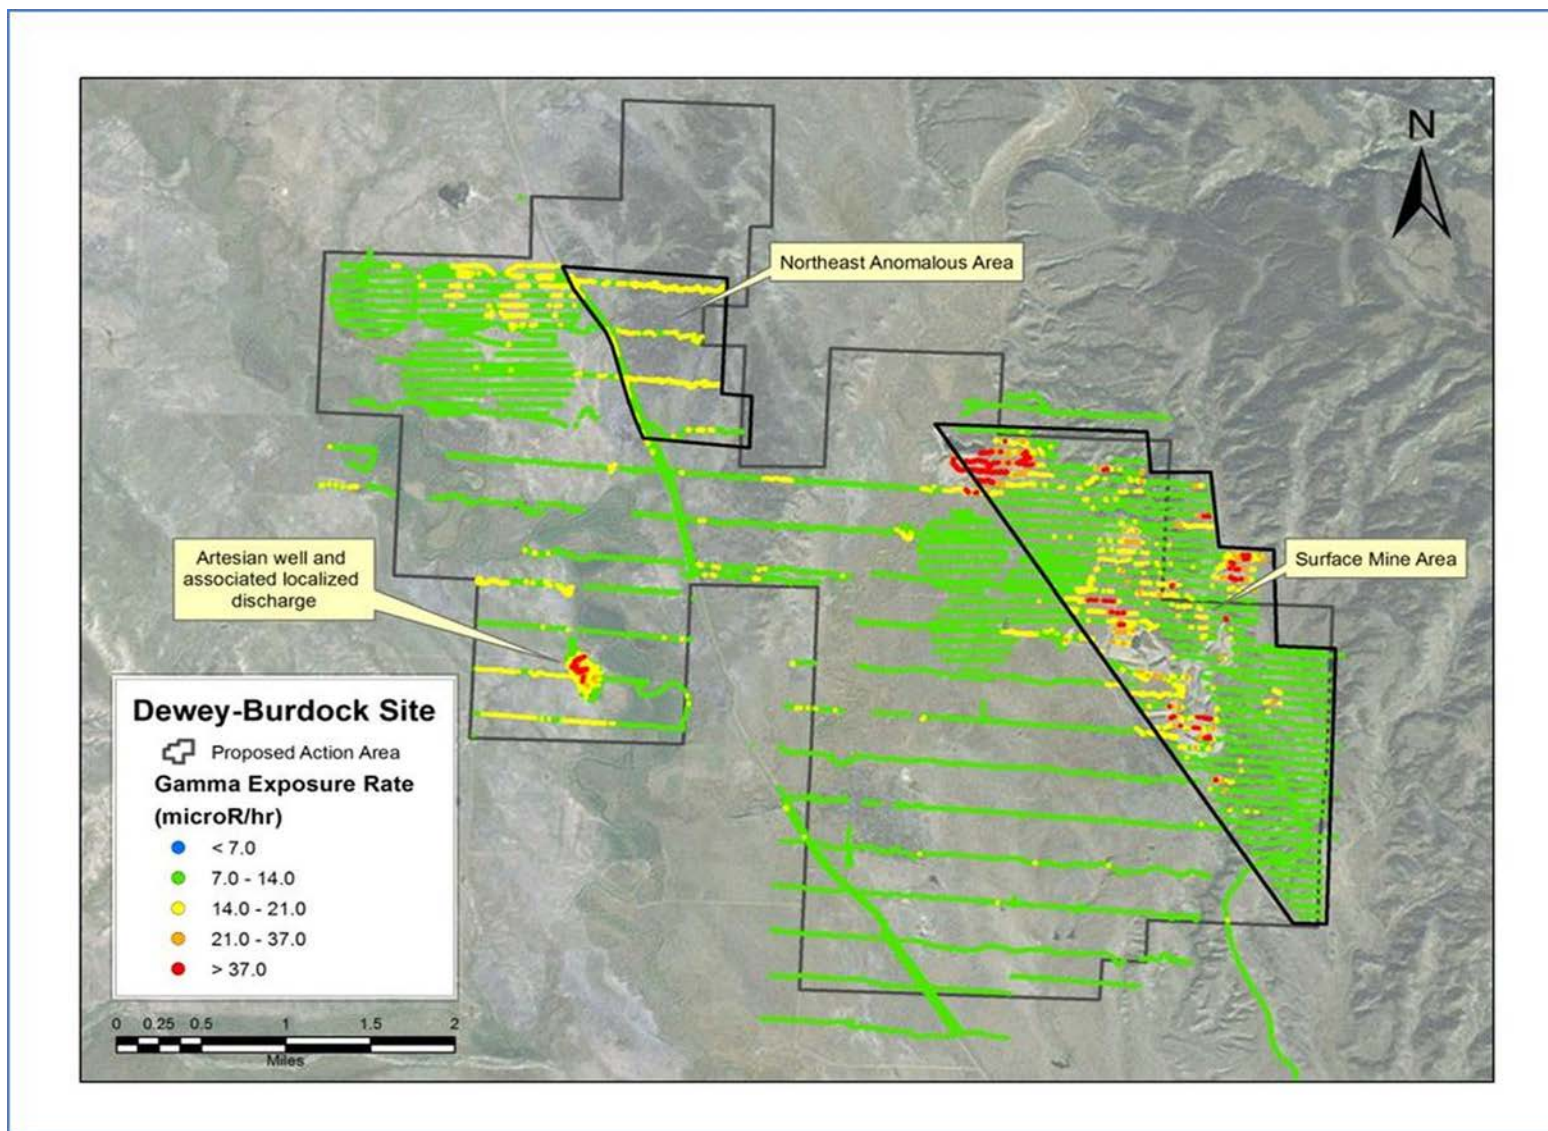 N
Northeast Anomalous Area
Artesian well and
associated localized
discharge
Surface Mine Area
Dewey-Burdock Site
Proposed Action Area
Gamma Exposure Rate
(microR/hr)
< 7.0
7.0 - 14.0
14.0 - 21.0
21.0 - 37.0
> 37.0
0 0.25 0.5 1 1.5 2
Miles